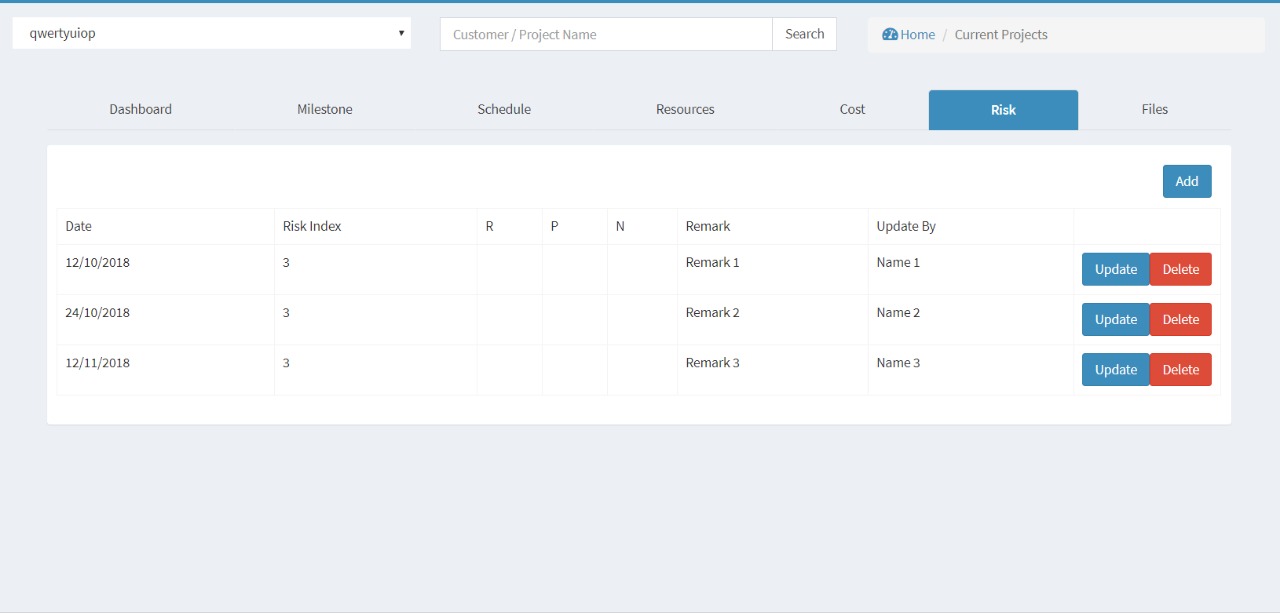 qwertyuiop Customer / Project Name Search Home / Current Projects
Dashboard Milestone Schedule Resources Cost Risk Files
Add
Date Risk Index R P N Remark Update By
12/10/2018 3 Remark 1 Name 1 Update Delete
24/10/2018 3 Remark 2 Name 2 Update Delete
12/11/2018 3 Remark 3 Name 3 Update Delete